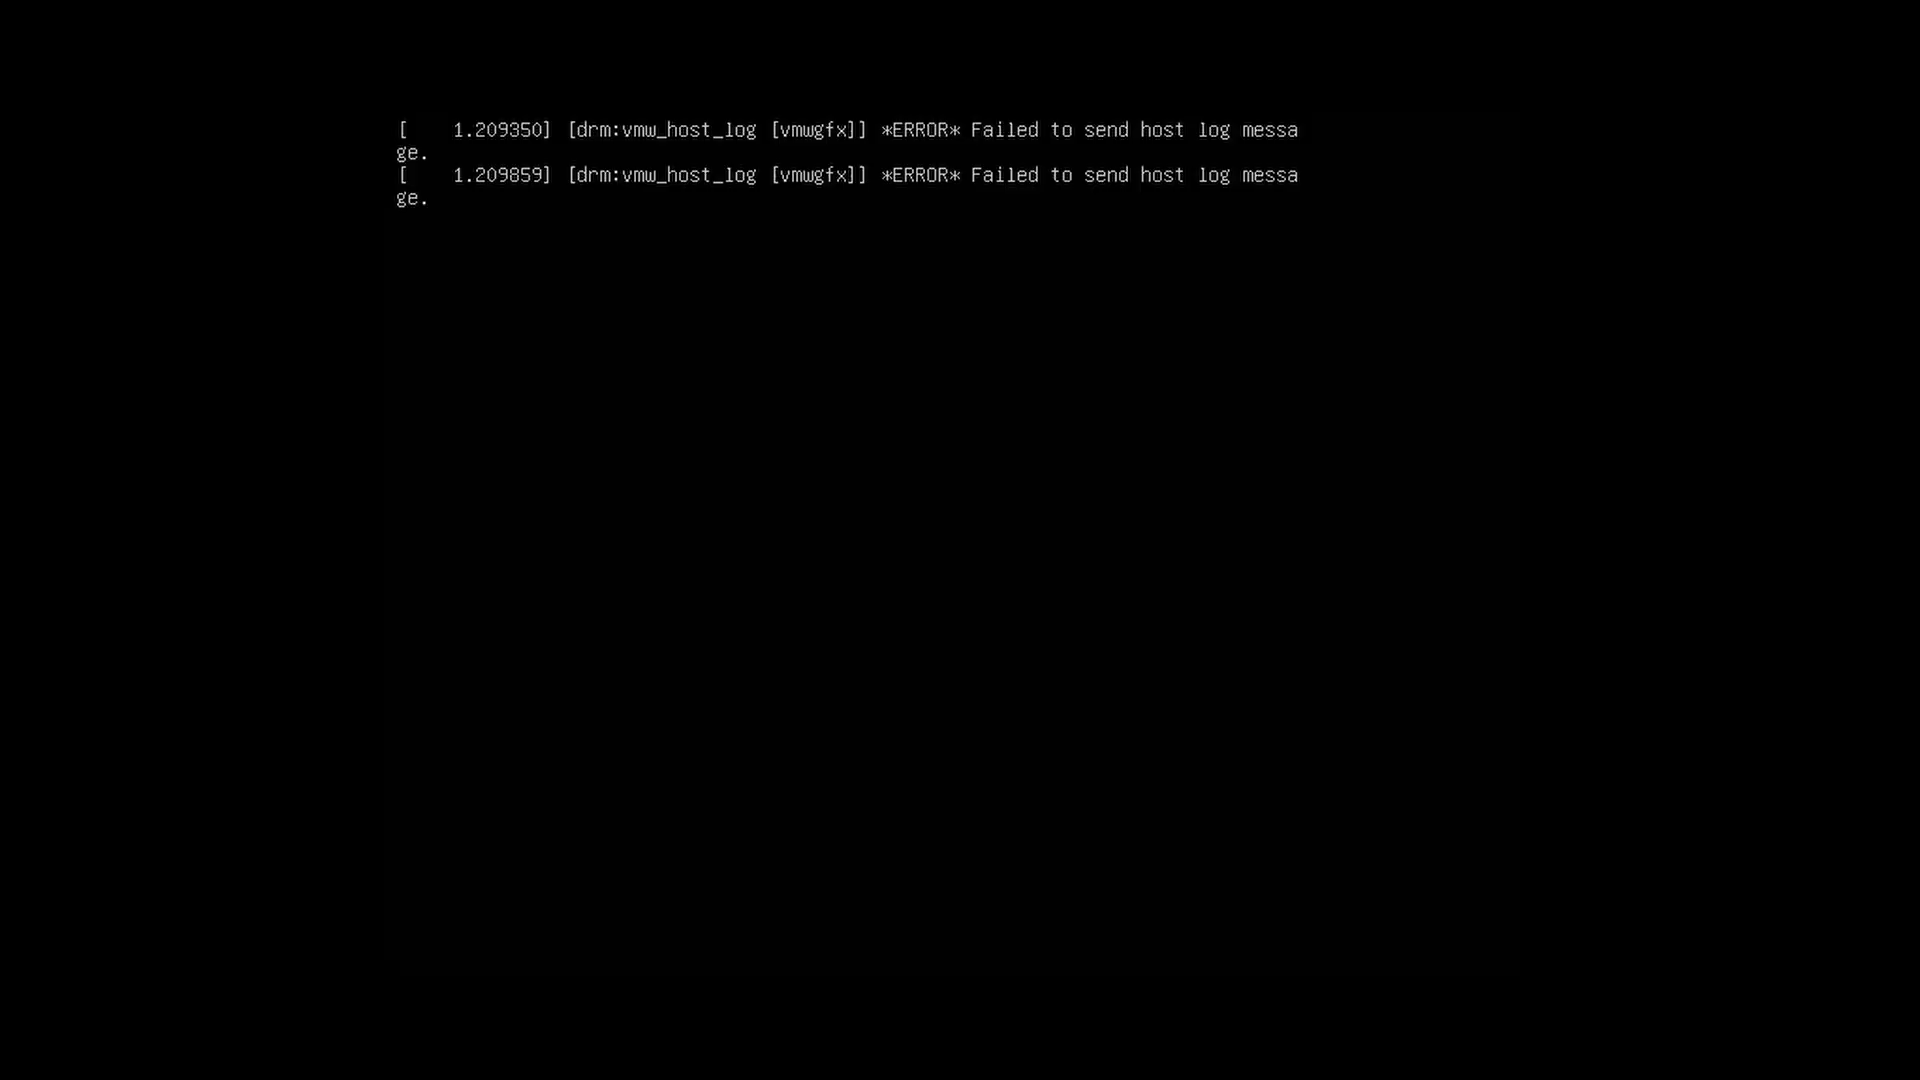 [    1.209350] [drm:vmw_host_log [vmwgfx]] *ERROR* Failed to send host log messa
ge.
[    1.209859] [drm:vmw_host_log [vmwgfx]] *ERROR* Failed to send host log messa
ge.